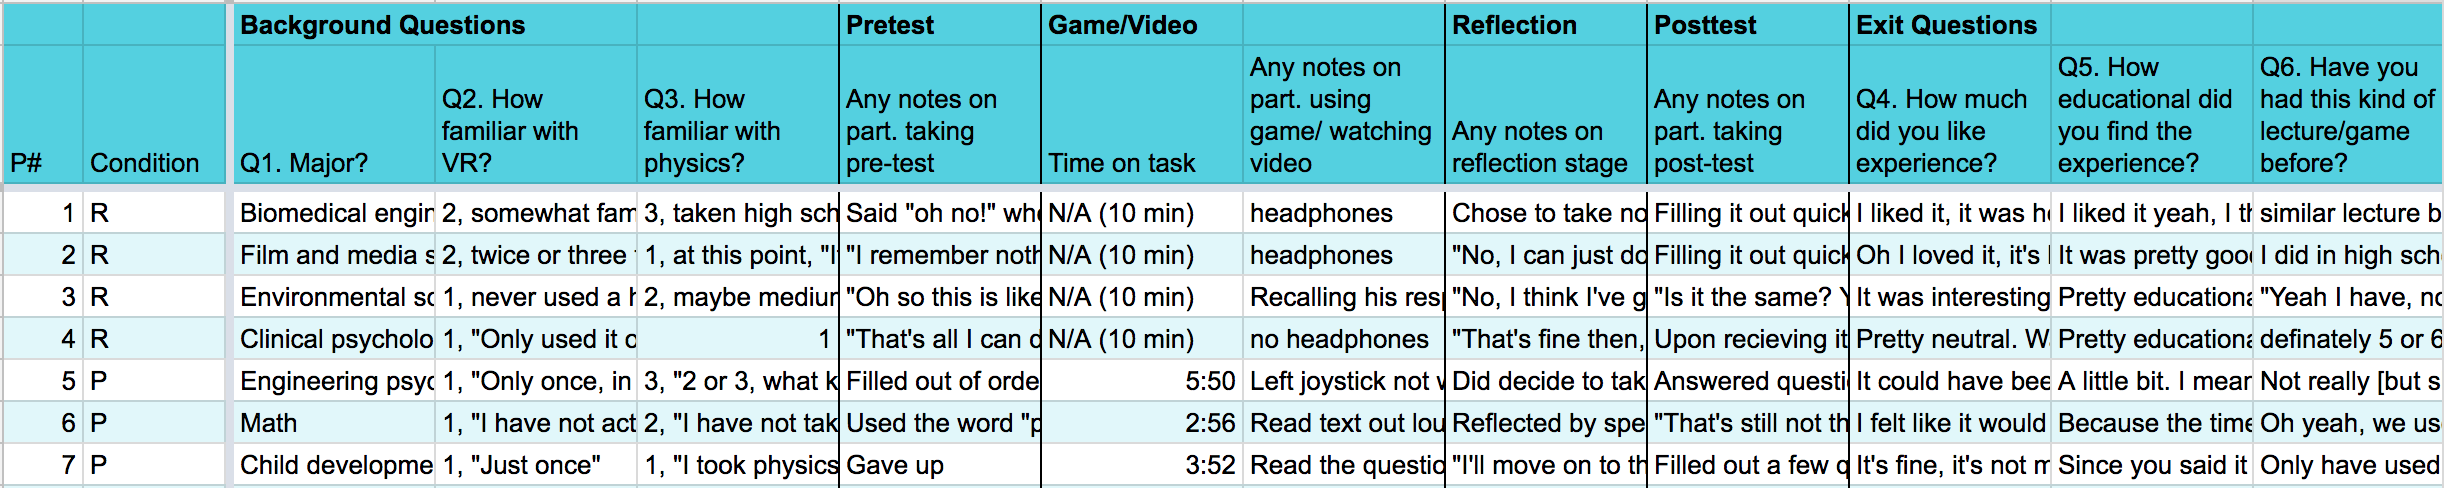 Background Questions Pretest Game/Video Reflection Posttest Exit Questions
P# Condition Q1. Major? Q2. How familiar with VR? Q3. How familiar with physics? Any notes on part. taking pre-test Time on task Any notes on part. using game/ watching video Any notes on reflection stage Any notes on part. taking post-test Q4. How much did you like experience? Q5. How educational did you find the experience? Q6. Have you had this kind of lecture/game before?
1 R Biomedical engin 2, somewhat fam 3, taken high sch Said "oh no!" wh N/A (10 min) headphones Chose to take no Filling it out quick I liked it, it was I liked it yeah, I similar lecture b
2 R Film and media s 2, twice or three 1, at this point, "I remember noth N/A (10 min) headphones "No, I can just do Filling it out quick Oh I loved it, it's It was pretty goo I did in high sch
3 R Environmental sc 1, never used a 2, maybe mediu "Oh so this is like N/A (10 min) Recalling his res "No, I think I've g "Is it the same? It was interesting Pretty educationa "Yeah I have, no
4 R Clinical psycholo 1, "Only used it 1 "That's all I can N/A (10 min) no headphones "That's fine then, Upon recieving it Pretty neutral. Pretty educationa definately 5 or 6
5 P Engineering psyc 1, "Only once, in 3, "2 or 3, what k Filled out of orde 5:50 Left joystick not Did decide to tak Answered questi It could have bee A little bit. I mean Not really [but s
6 P Math 1, "I have not act 2, "I have not tak Used the word "p 2:56 Read text out lou Reflected by spe "That's still not th I felt like it would Because the time Oh yeah, we us
7 P Child developme 1, "Just once" 1, "I took physics Gave up 3:52 Read the questio "I'll move on to th Filled out a few q It's fine, it's not m Since you said it Only have used